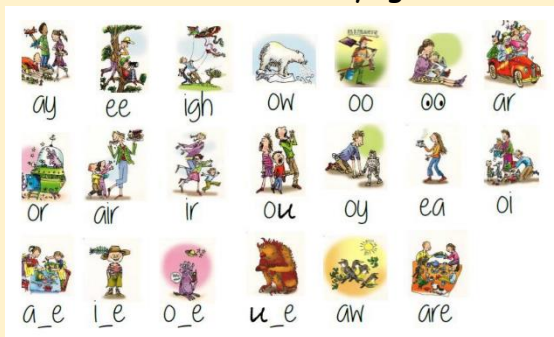 ay ee igh ow oo oo ar
or air ir ou oy ea oi
a_e i_e o_e u_e aw are